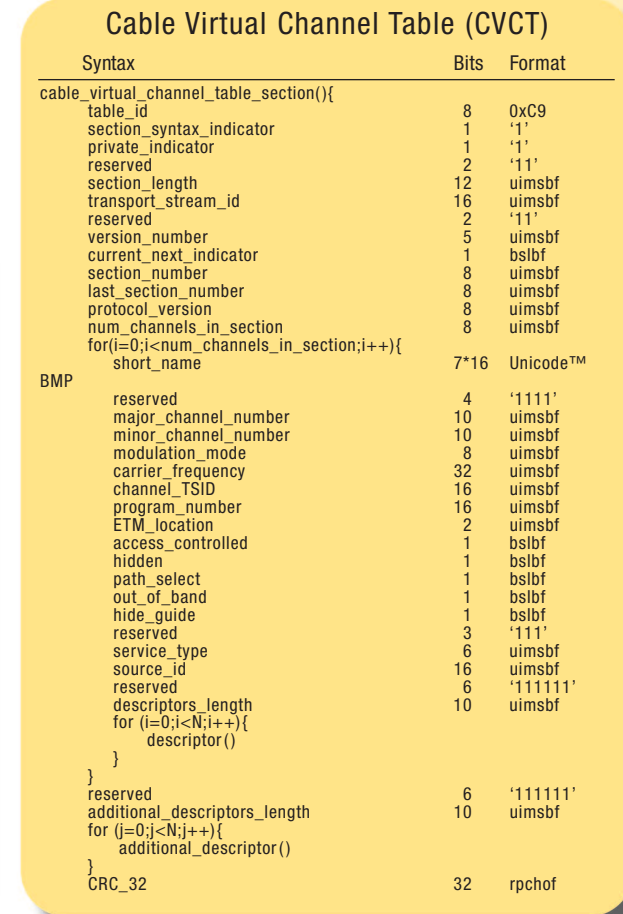 Cable Virtual Channel Table (CVCT)
Syntax Bits Format
cable_virtual_channel_table_section(){
table_id 8 0xC9
section_syntax_indicator 1 ‘1’
private_indicator 1 ‘1’
reserved 2 ‘11’
section_length 12 uimsbf
transport_stream_id 16 uimsbf
reserved 2 ‘11’
version_number 5 uimsbf
current_next_indicator 1 bslbf
section_number 8 uimsbf
last_section_number 8 uimsbf
protocol_version 8 uimsbf
num_channels_in_section 8 uimsbf
for(i=0;i<num_channels_in_section;i++){
short_name 7*16 Unicode™
BMP
reserved 4 ‘1111’
major_channel_number 10 uimsbf
minor_channel_number 10 uimsbf
modulation_mode 8 uimsbf
carrier_frequency 32 uimsbf
channel_TSID 16 uimsbf
program_number 16 uimsbf
ETM_location 2 uimsbf
access_controlled 1 bslbf
hidden 1 bslbf
path_select 1 bslbf
out_of_band 1 bslbf
hide_guide 1 bslbf
reserved 3 ‘111’
service_type 6 uimsbf
source_id 16 uimsbf
reserved 6 ‘111111’
descriptors_length 10 uimsbf
for (i=0;i<N;i++){
descriptor()
}
}
reserved 6 ‘111111’
additional_descriptors_length 10 uimsbf
for (j=0;j<N;j++){
additional_descriptor()
}
CRC_32 32 rpchof